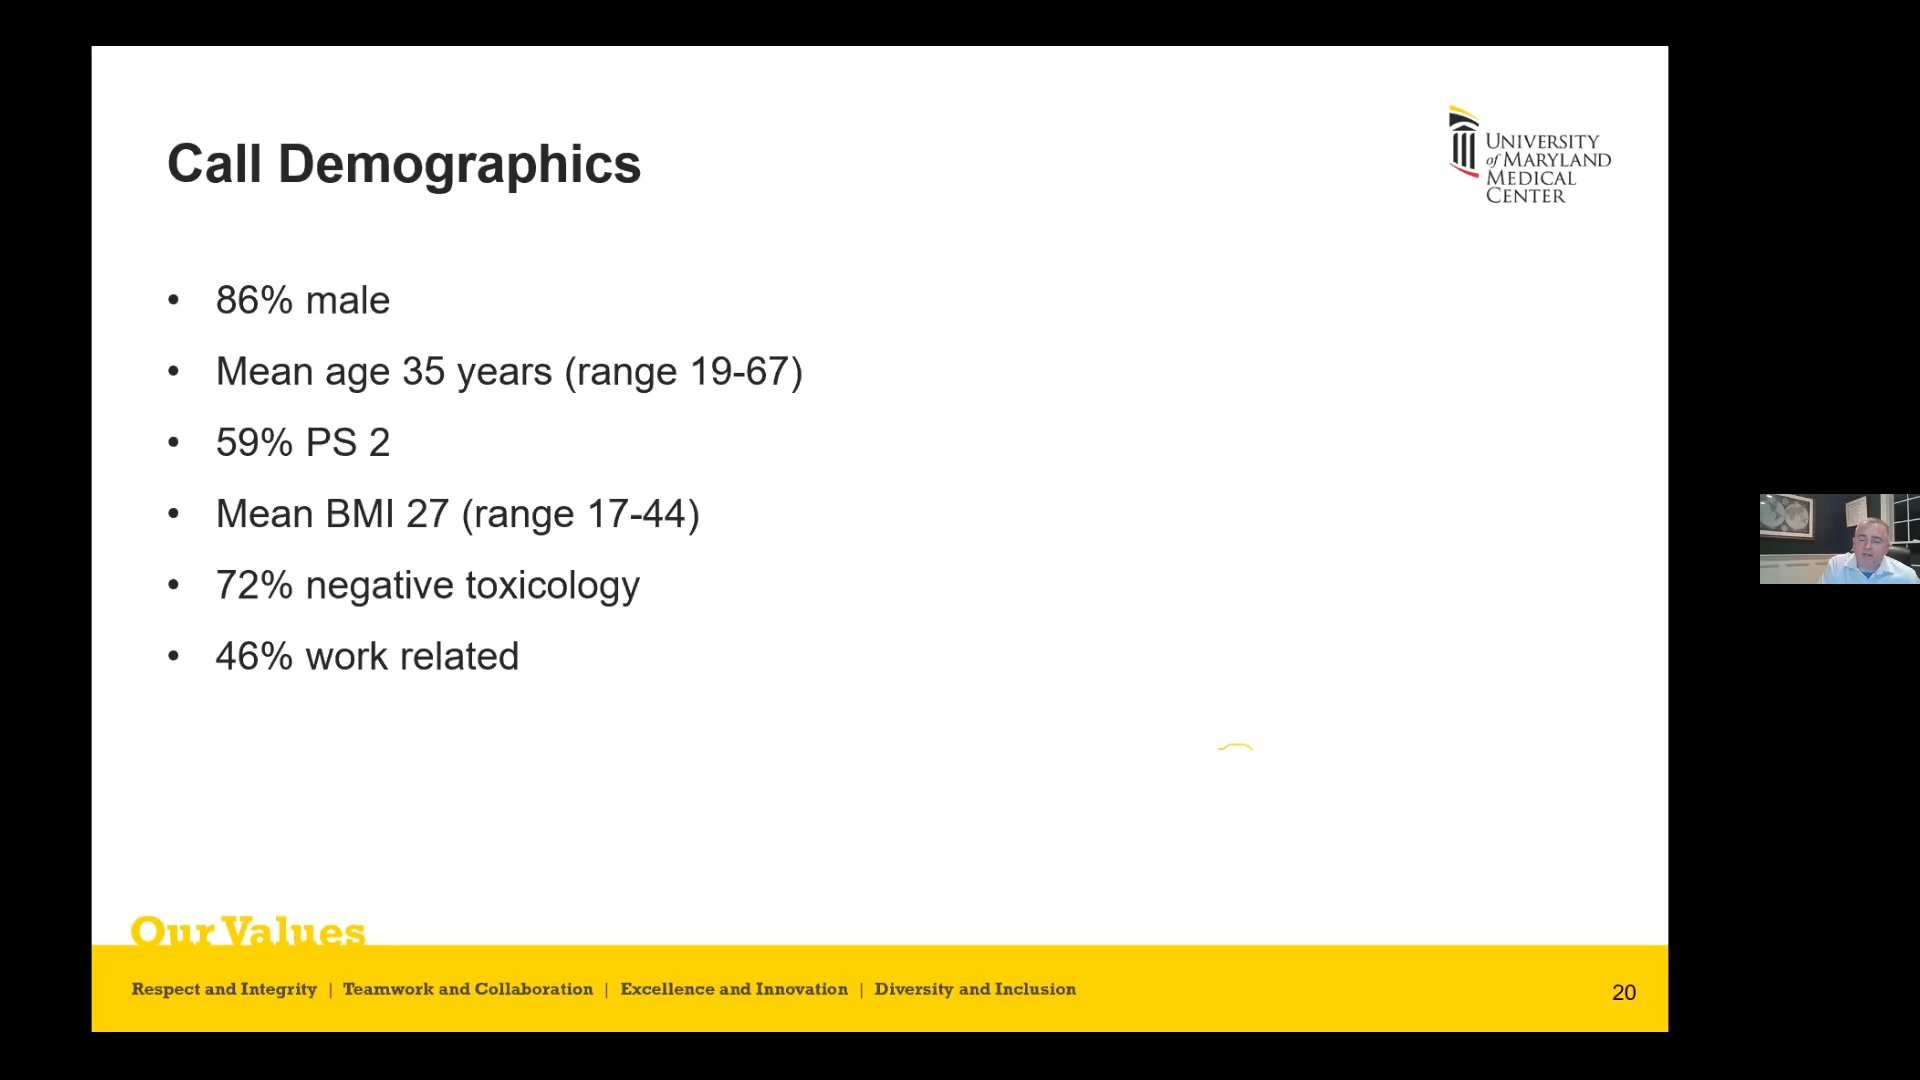 Call Demographics
UNIVERSITY
of MARYLAND
MEDICAL
CENTER
• 86% male
• Mean age 35 years (range 19-67)
• 59% PS 2
• Mean BMI 27 (range 17-44)
• 72% negative toxicology
• 46% work related
Our Values
Respect and Integrity | Teamwork and Collaboration | Excellence and Innovation | Diversity and Inclusion
20